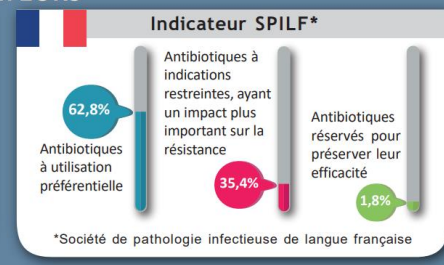 Indicateur SPILF*
62,8%
Antibiotiques
à utilisation
préférentielle
Antibiotiques à
indications
restreintes, ayant
un impact plus
important sur la
résistance
35,4%
Antibiotiques
réservés pour
préserver leur
efficacité
1,8%
*Société de pathologie infectieuse de langue française